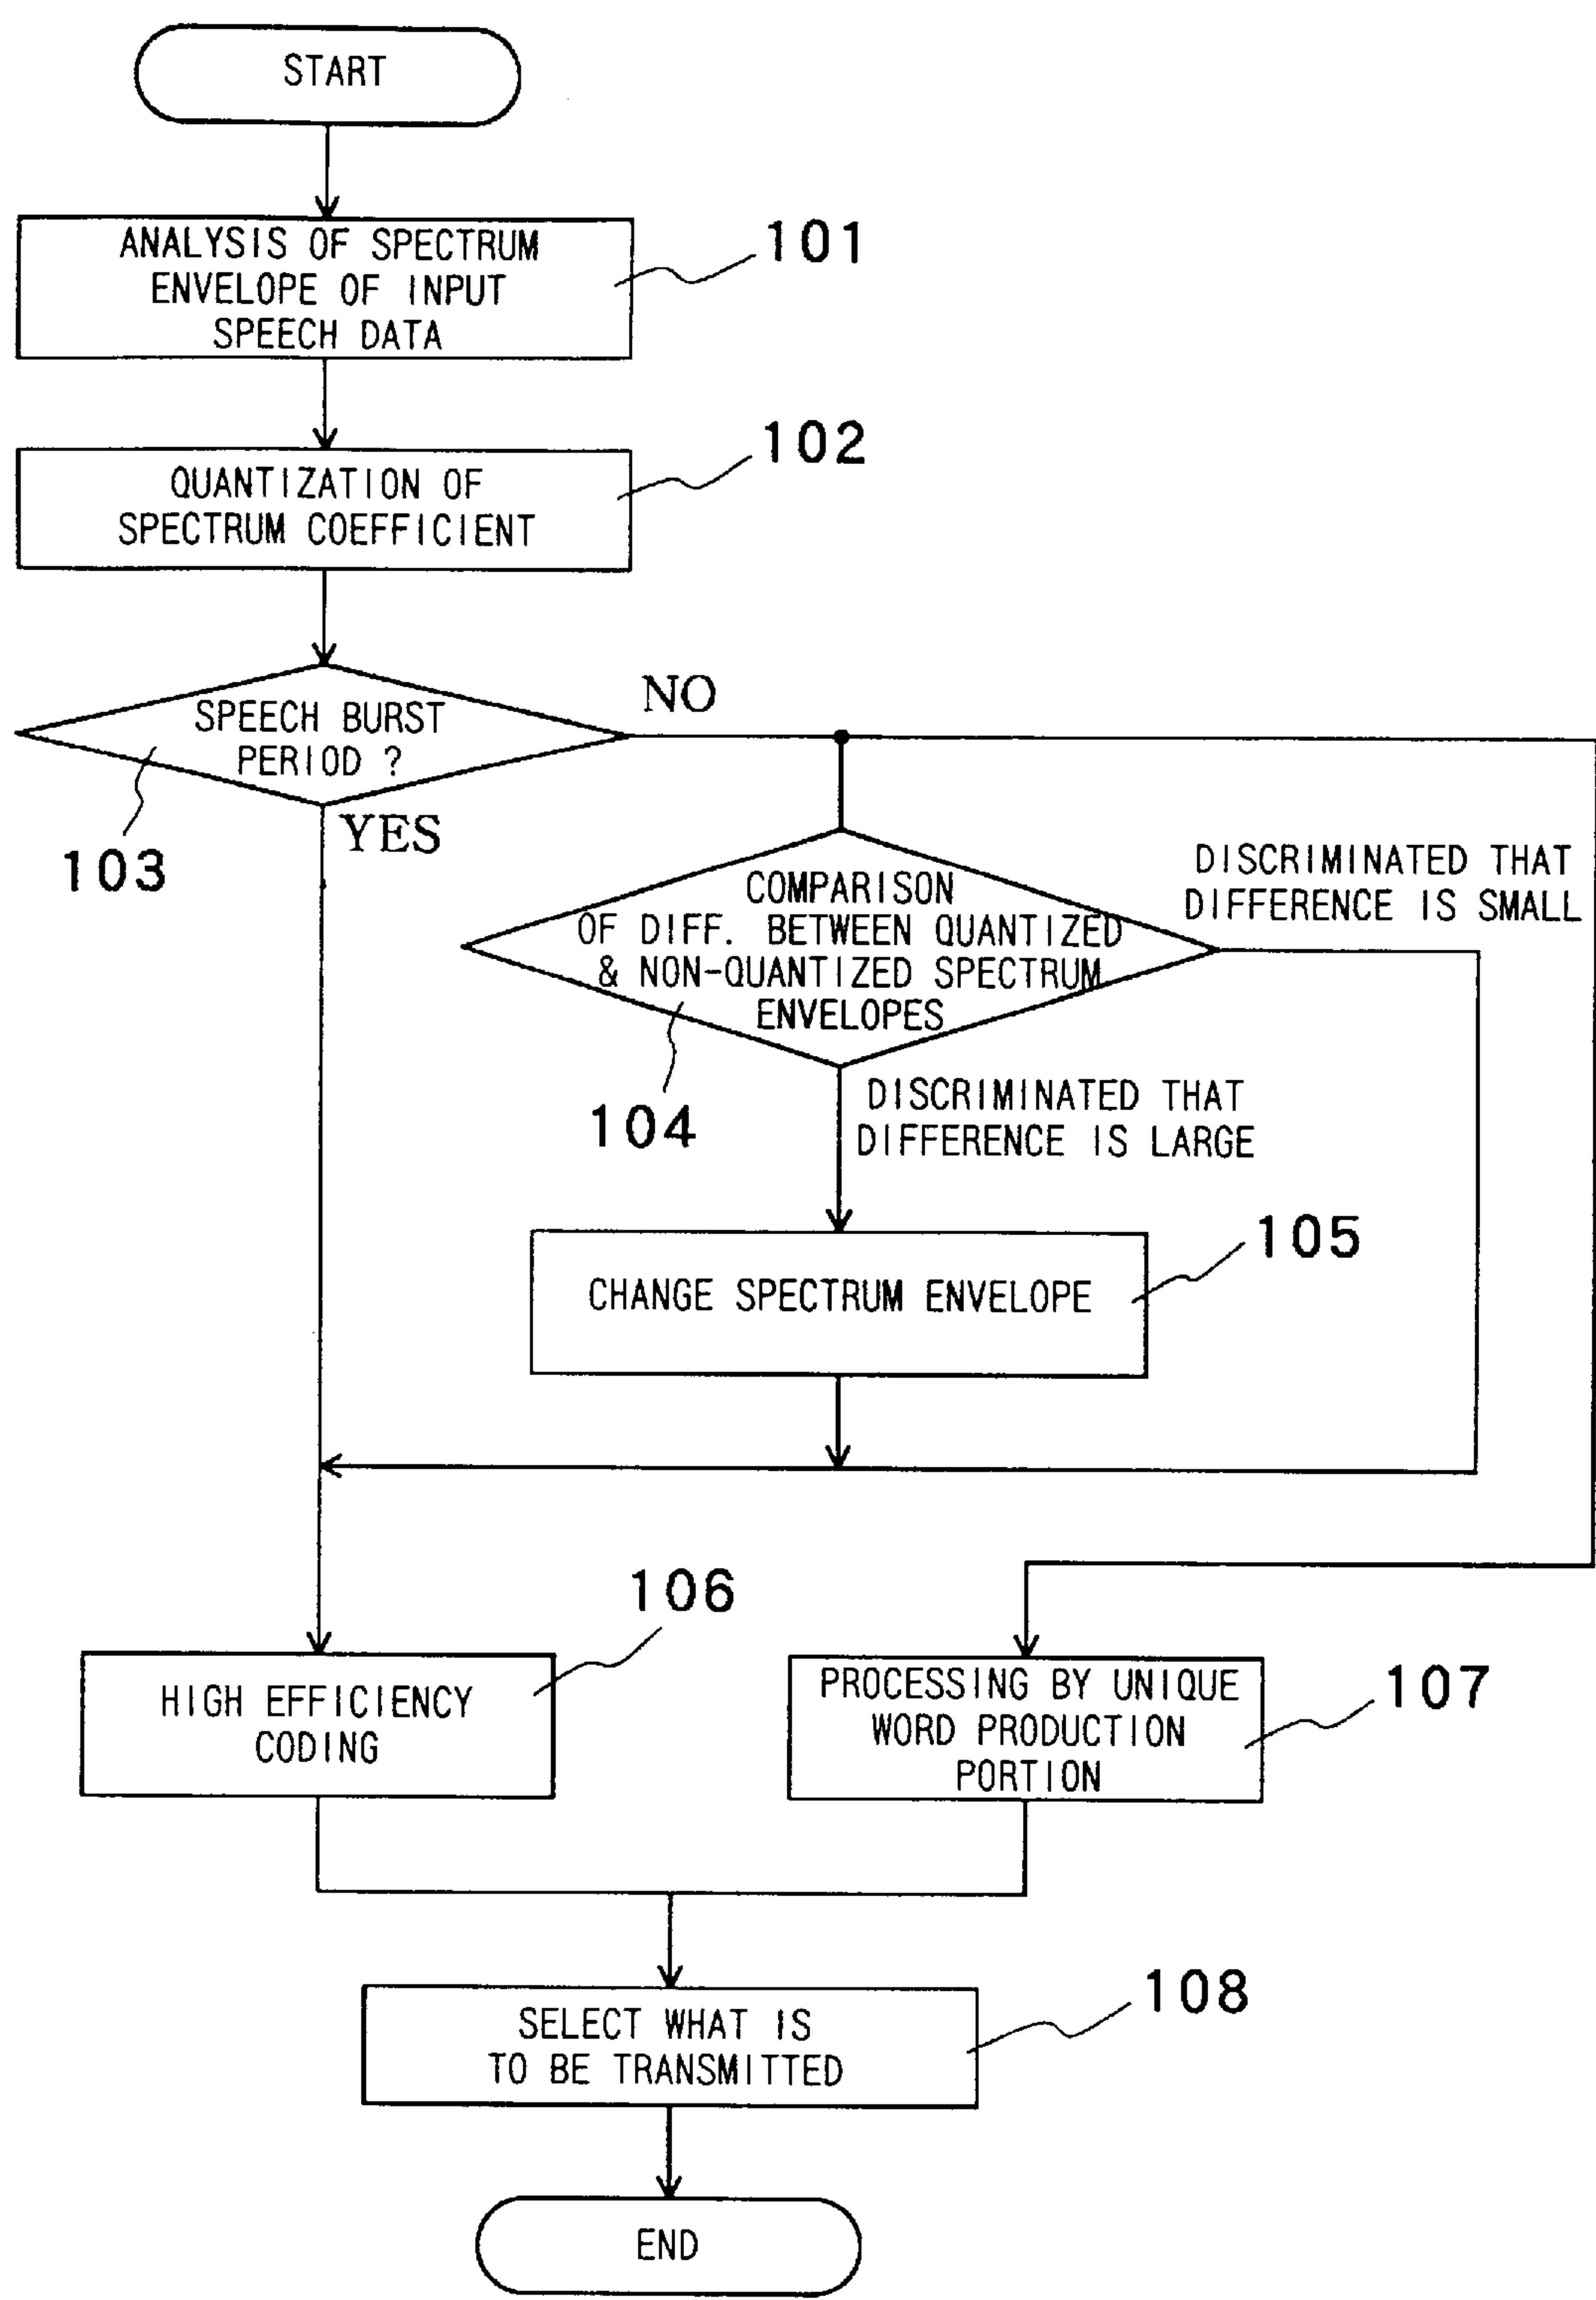 START
ANALYSIS OF SPECTRUM
ENVELOPE OF INPUT
SPEECH DATA
101
QUANTIZATION OF
SPECTRUM COEFFICIENT
102
SPEECH BURST
PERIOD ?
103
NO
YES
COMPARISON
OF DIFF. BETWEEN QUANTIZED
& NON-QUANTIZED SPECTRUM
ENVELOPES
104
DISCRIMINATED THAT
DIFFERENCE IS SMALL
DISCRIMINATED THAT
DIFFERENCE IS LARGE
CHANGE SPECTRUM ENVELOPE
105
HIGH EFFICIENCY
CODING
106
PROCESSING BY UNIQUE
WORD PRODUCTION
PORTION
107
SELECT WHAT IS
TO BE TRANSMITTED
108
END